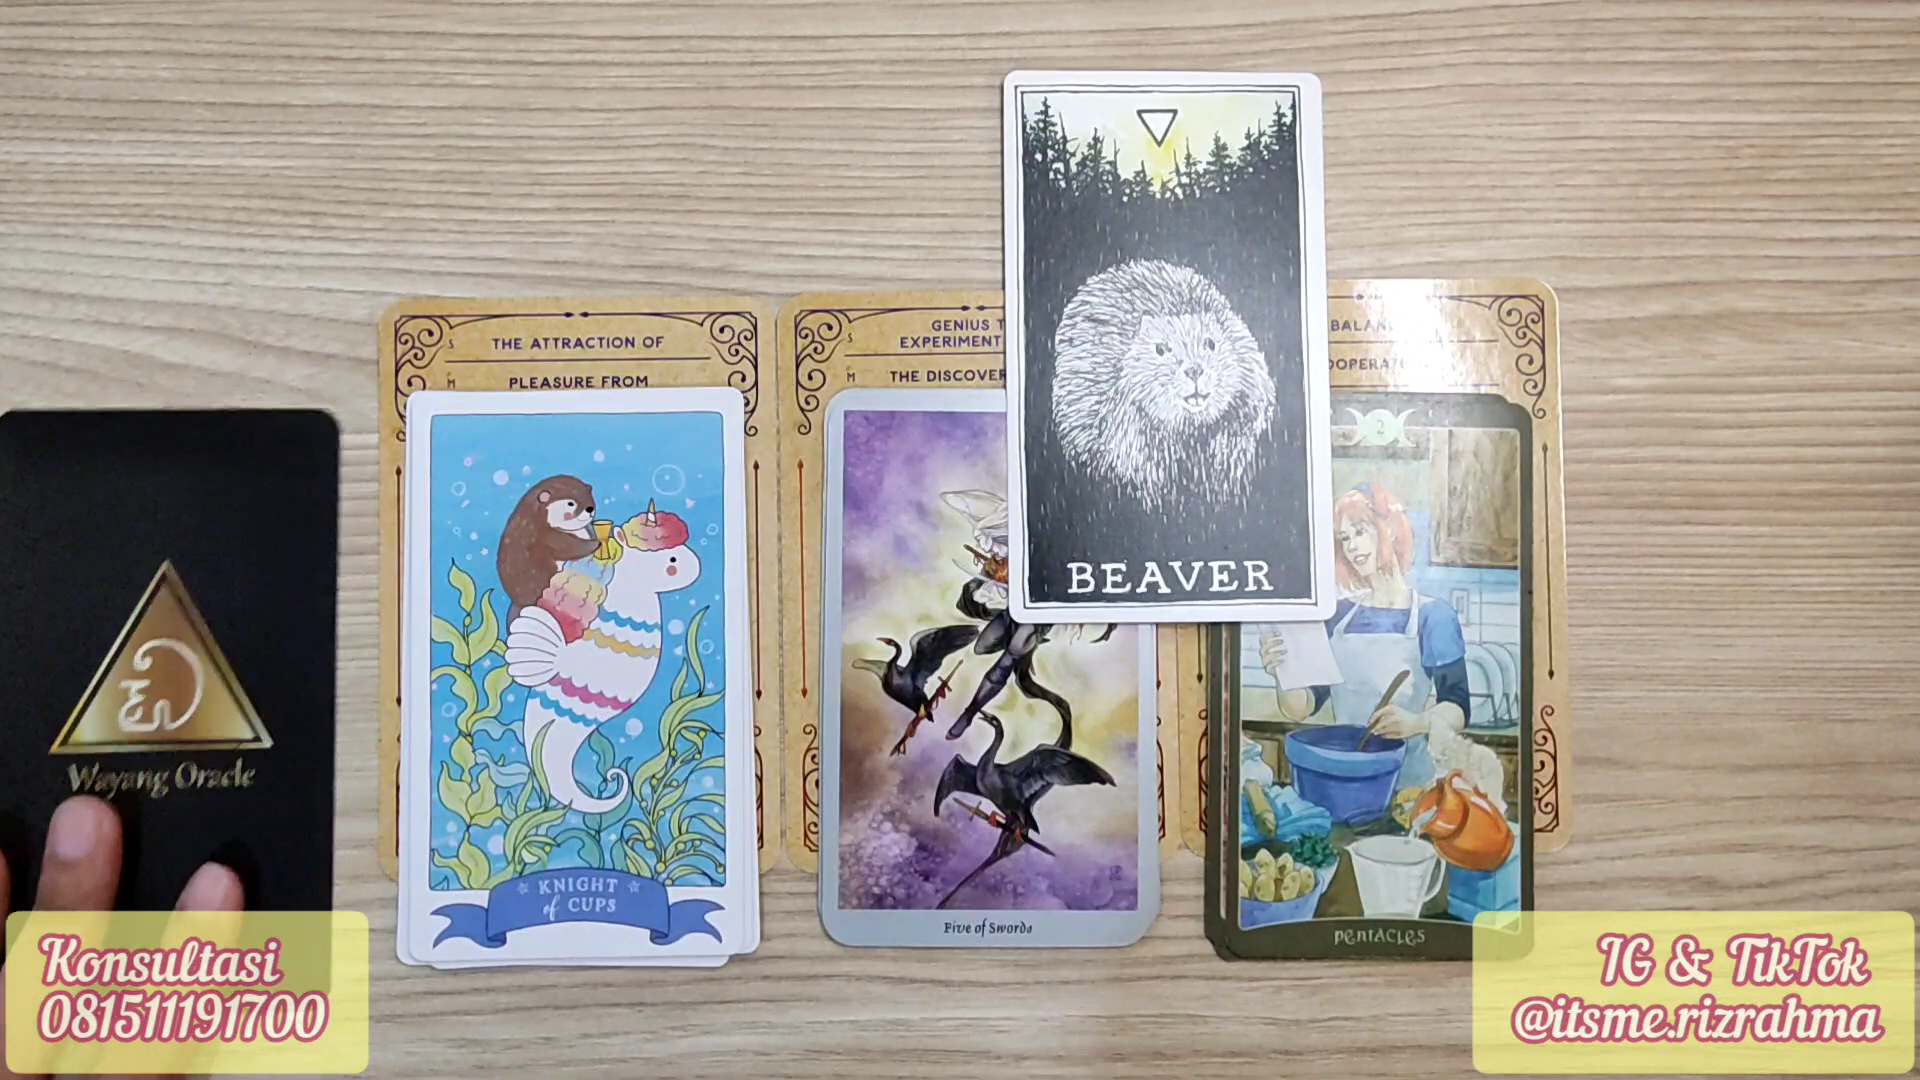 BEAVER
THE ATTRACTION OF
S
PLEASURE FROM
M
GENIUS T
S
EXPERIMENT
THE DISCOVER
M
BALAN
OOPERAT
2
Wayang Oracle
KNIGHT
of CUPS
Five of Swords
PENTACLES
Konsultasi
081511191700
IG & TikTok
@itsme.rizrahma